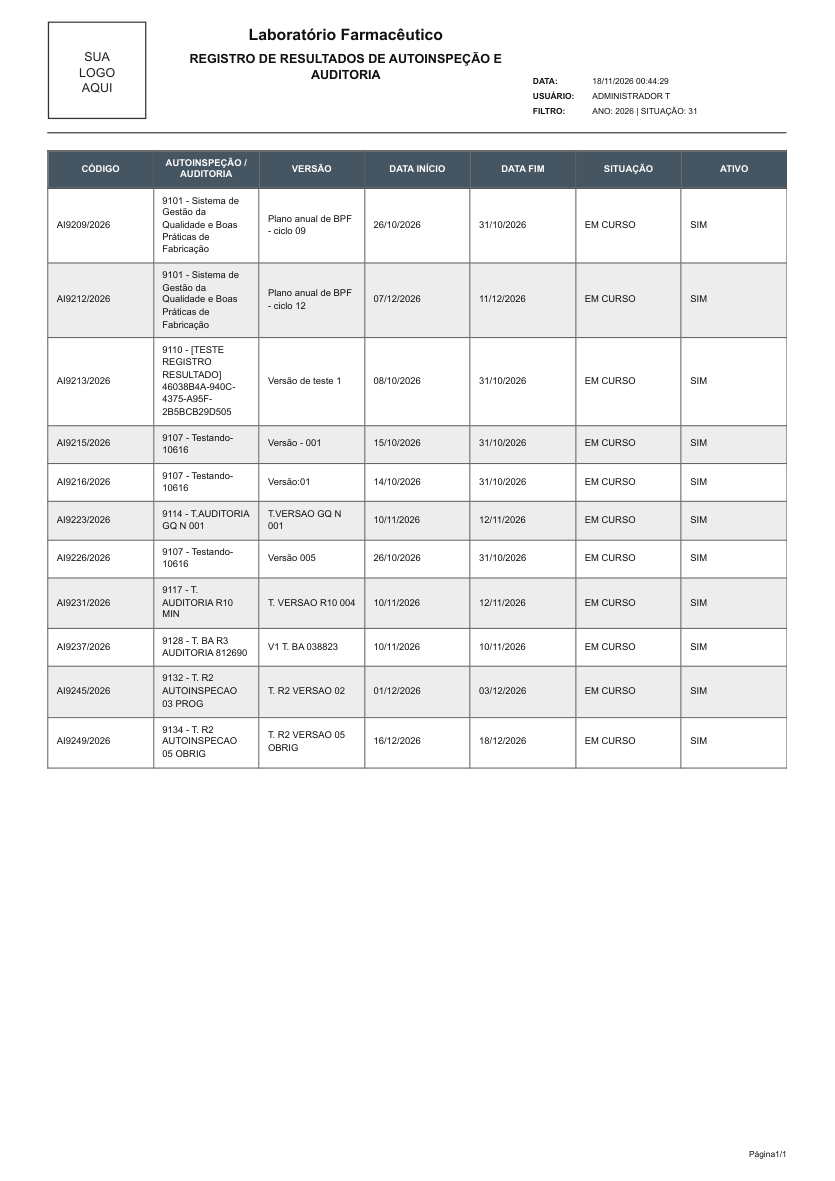 SUA
LOGO
AQUI
Laboratório Farmacêutico
REGISTRO DE RESULTADOS DE AUTOINSPEÇÃO E
AUDITORIA
DATA: 18/11/2026 00:44:29
USUÁRIO: ADMINISTRADOR T
FILTRO: ANO: 2026 | SITUAÇÃO: 31
CÓDIGO AUTOINSPEÇÃO / AUDITORIA VERSÃO DATA INÍCIO DATA FIM SITUAÇÃO ATIVO
AI9209/2026 9101 - Sistema de Gestão da Qualidade e Boas Práticas de Fabricação Plano anual de BPF - ciclo 09 26/10/2026 31/10/2026 EM CURSO SIM
AI9212/2026 9101 - Sistema de Gestão da Qualidade e Boas Práticas de Fabricação Plano anual de BPF - ciclo 12 07/12/2026 11/12/2026 EM CURSO SIM
AI9213/2026 9110 - [TESTE REGISTRO RESULTADO] 46038B4A-940C-4375-A95F-2B5BCB29D505 Versão de teste 1 08/10/2026 31/10/2026 EM CURSO SIM
AI9215/2026 9107 - Testando-10616 Versão - 001 15/10/2026 31/10/2026 EM CURSO SIM
AI9216/2026 9107 - Testando-10616 Versão:01 14/10/2026 31/10/2026 EM CURSO SIM
AI9223/2026 9114 - T.AUDITORIA GQ N 001 T.VERSAO GQ N 001 10/11/2026 12/11/2026 EM CURSO SIM
AI9226/2026 9107 - Testando-10616 Versão 005 26/10/2026 31/10/2026 EM CURSO SIM
AI9231/2026 9117 - T. AUDITORIA R10 MIN T. VERSAO R10 004 10/11/2026 12/11/2026 EM CURSO SIM
AI9237/2026 9128 - T. BA R3 AUDITORIA 812690 V1 T. BA 038823 10/11/2026 10/11/2026 EM CURSO SIM
AI9245/2026 9132 - T. R2 AUTOINSPECAO 03 PROG T. R2 VERSAO 02 01/12/2026 03/12/2026 EM CURSO SIM
AI9249/2026 9134 - T. R2 AUTOINSPECAO 05 OBRIG T. R2 VERSAO 05 OBRIG 16/12/2026 18/12/2026 EM CURSO SIM
Página1/1